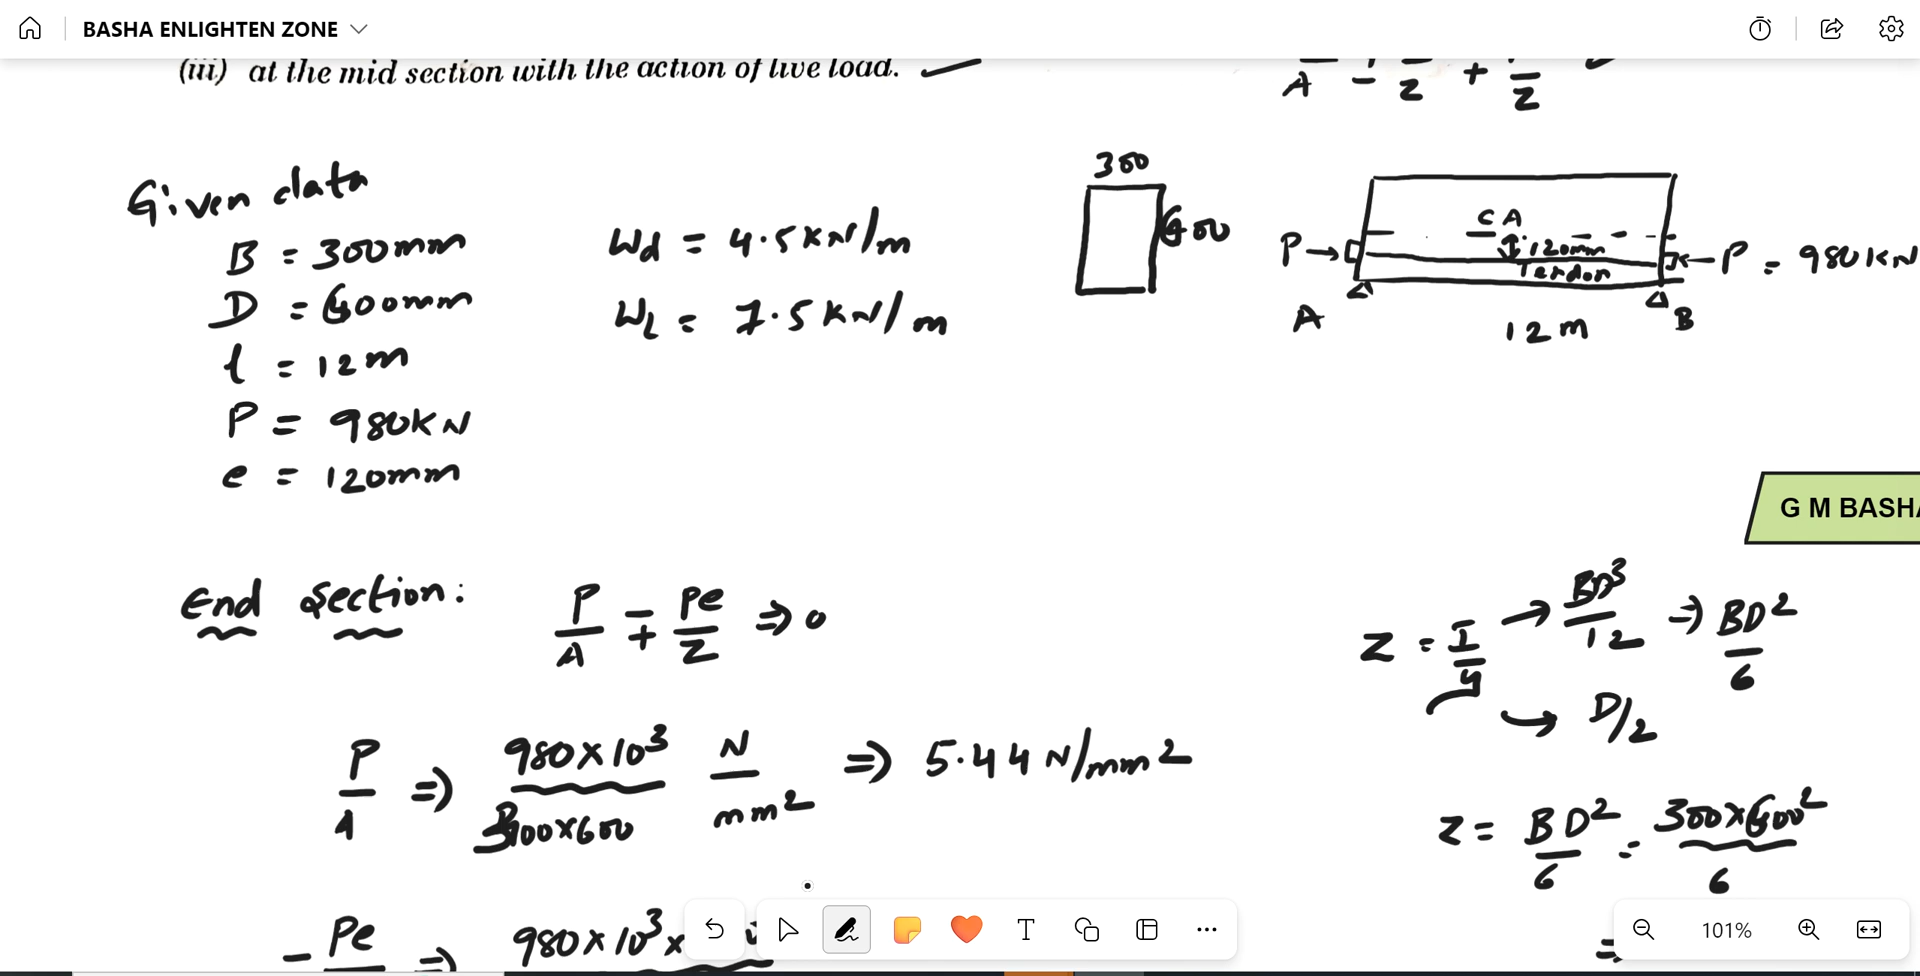 BASHA ENLIGHTEN ZONE
(iii) at the mid section with the action of live load.
A Z + Z
Given data
B = 300mm
D = 600mm
l = 12m
P = 980KN
e = 120mm
Wd = 4.5KN/m
WL = 7.5KN/m
300
600
C A
120mm
P → Tendon ← P = 980KN
A 12m B
G M BASHA
End Section: P/A ∓ Pe/Z ⇒ 0
Z = I/y → BD³/12 ⇒ BD²/6
→ D/2
P/A ⇒ 980×10³/300×600 N/mm² ⇒ 5.44 N/mm²
Z = BD²/6 = 300×600²/6
- Pe ⇒ 980×10³×
=
T
101%